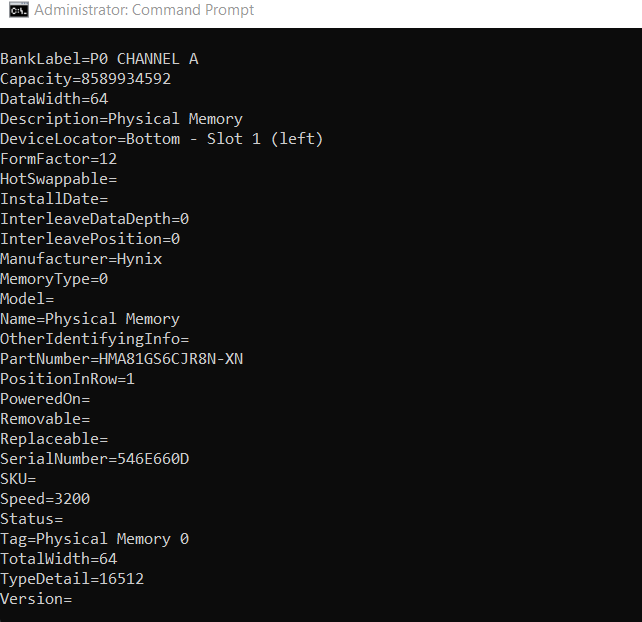 Administrator: Command Prompt
BankLabel=P0 CHANNEL A
Capacity=8589934592
DataWidth=64
Description=Physical Memory
DeviceLocator=Bottom - Slot 1 (left)
FormFactor=12
HotSwappable=
InstallDate=
InterleaveDataDepth=0
InterleavePosition=0
Manufacturer=Hynix
MemoryType=0
Model=
Name=Physical Memory
OtherIdentifyingInfo=
PartNumber=HMA81GS6CJR8N-XN
PositionInRow=1
PoweredOn=
Removable=
Replaceable=
SerialNumber=546E660D
SKU=
Speed=3200
Status=
Tag=Physical Memory 0
TotalWidth=64
TypeDetail=16512
Version=